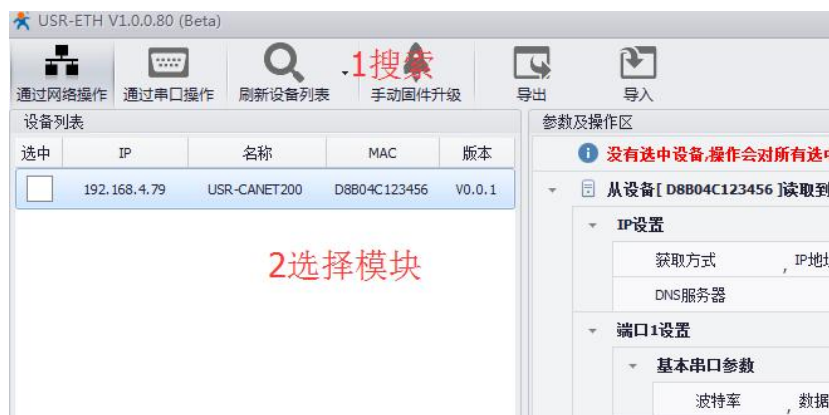 USR-ETH V1.0.0.80 (Beta)
1搜索
通过网络操作 通过串口操作 刷新设备列表 手动固件升级 导出 导入
设备列表
选中 IP 名称 MAC 版本
192.168.4.79 USR-CANET200 D8B04C123456 V0.0.1
2选择模块
参数及操作区
没有选中设备,操作会对所有选中
从设备[ D8B04C123456 ]读取到
IP设置
获取方式 , IP地址
DNS服务器
端口1设置
基本串口参数
波特率 , 数据